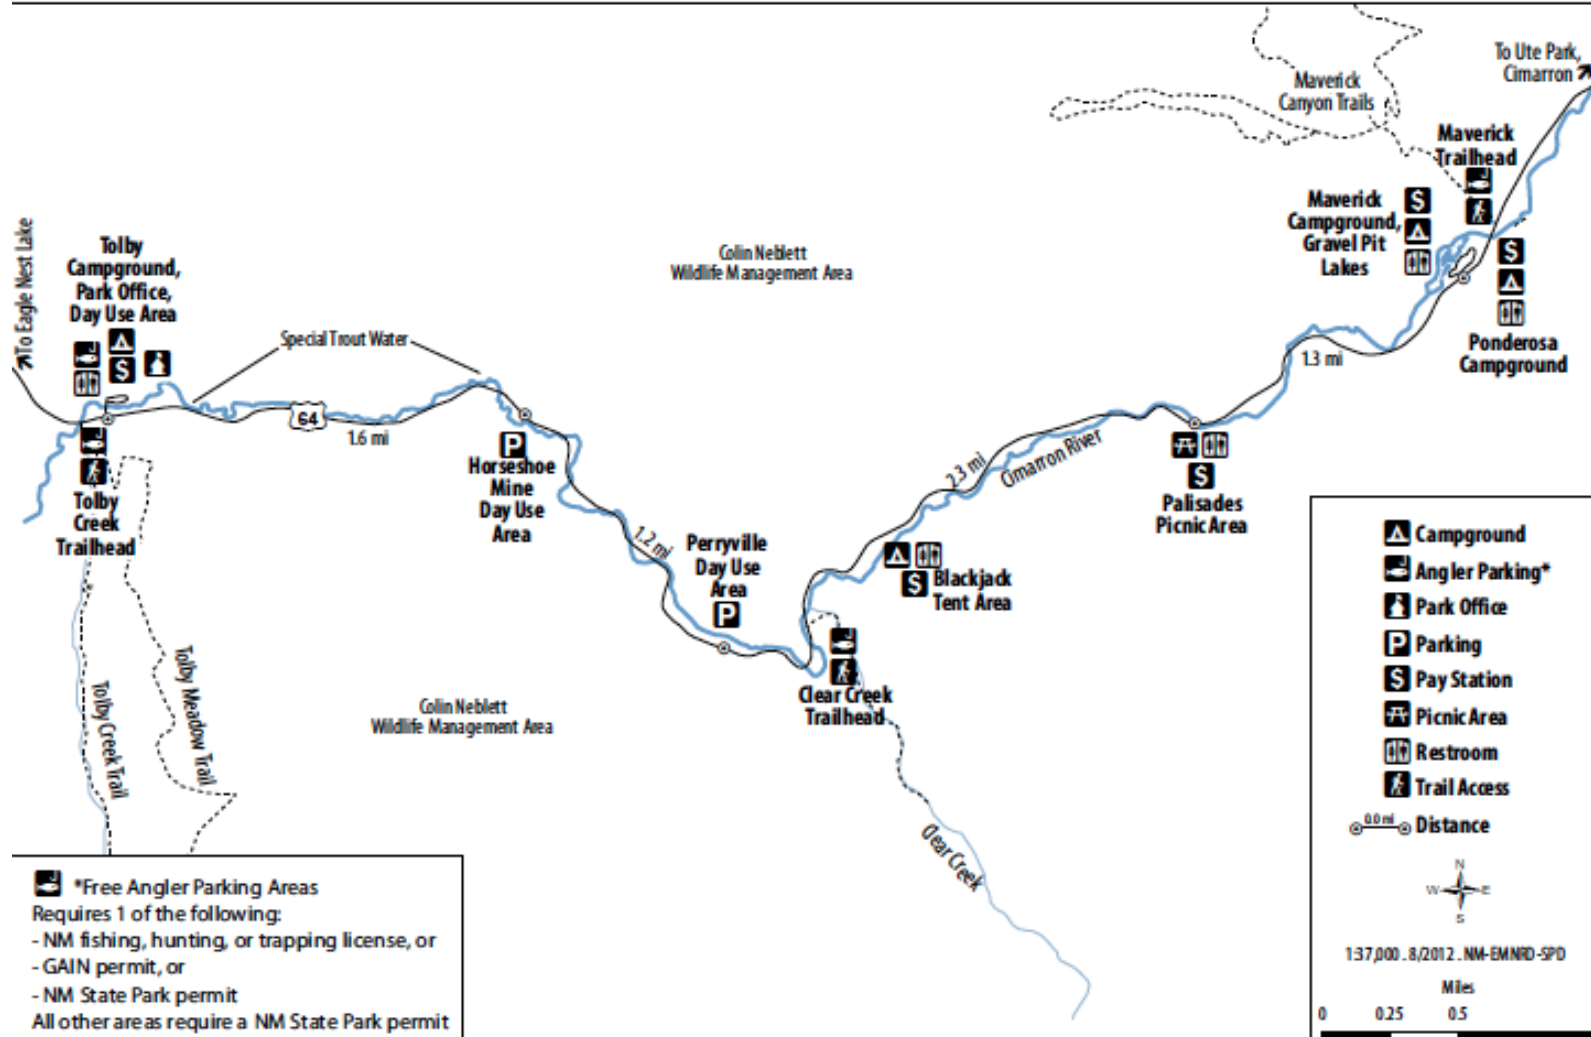 To Ute Park,
Cimarron
Maverick
Canyon Trails
Maverick
Trailhead
Maverick
Campground,
Gravel Pit
Lakes
Ponderosa
Campground
1.3 mi
To Eagle Nest Lake
Tolby
Campground,
Park Office,
Day Use Area
Special Trout Water
Colin Neblett
Wildlife Management Area
64
1.6 mi
Tolby
Creek
Trailhead
P
Horseshoe
Mine
Day Use
Area
1.2 mi
Perryville
Day Use
Area
P
2.3 mi
Cimarron River
$
$
$
$
$
Palisades
Picnic Area
Blackjack
Tent Area
Clear Creek
Trailhead
Colin Neblett
Wildlife Management Area
Tolby Creek Trail
Tolby Meadow Trail
Clear Creek
Campground
Angler Parking*
Park Office
P Parking
$ Pay Station
Picnic Area
Restroom
Trail Access
0.0 mi Distance
N
W E
S
1:37,000 . 8/2012 . NM-EMNRD-SPD
Miles
0 0.25 0.5
*Free Angler Parking Areas
Requires 1 of the following:
- NM fishing, hunting, or trapping license, or
- GAIN permit, or
- NM State Park permit
All other areas require a NM State Park permit